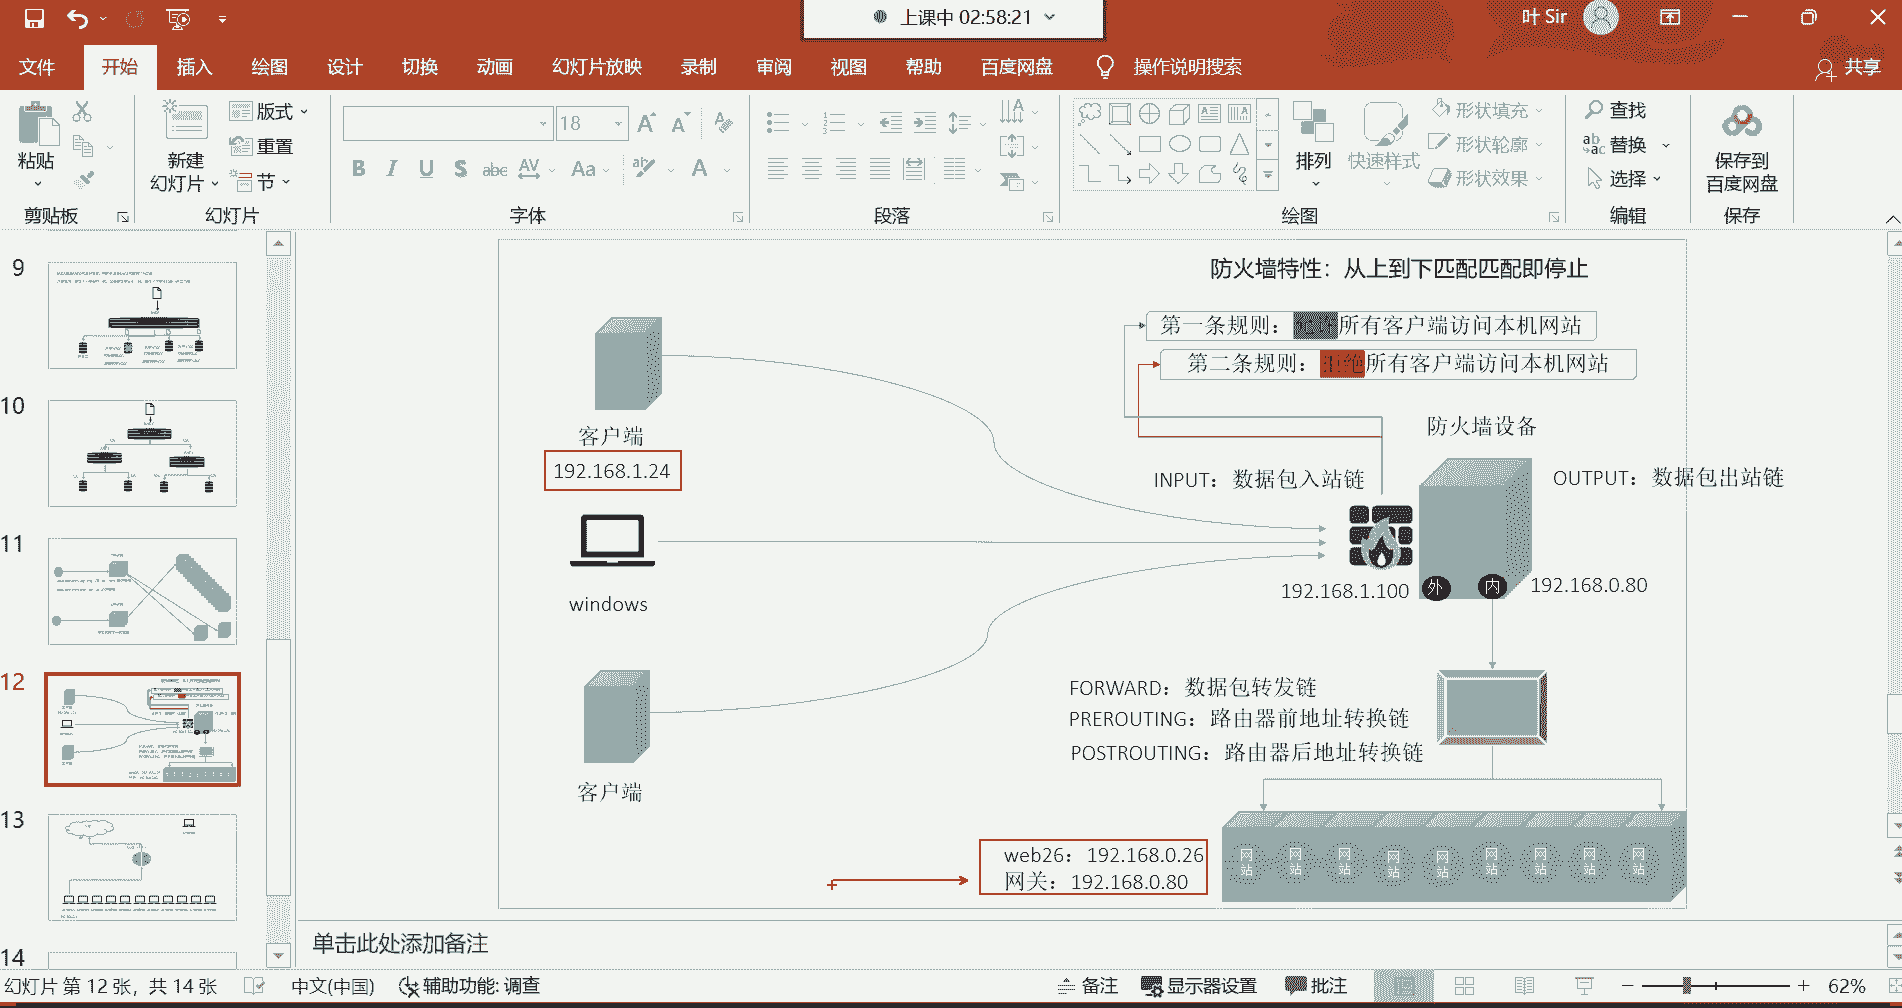 上课中 02:58:21
叶 Sir
文件 开始 插入 绘图 设计 切换 动画 幻灯片放映 录制 审阅 视图 帮助 百度网盘 操作说明搜索 共享
粘贴
剪贴板
新建
幻灯片
版式
重置
节
幻灯片
18
B I U S abc AV Aa A
字体
段落
排列
快速样式
形状填充
形状轮廓
形状效果
绘图
查找
替换
选择
编辑
保存到
百度网盘
保存
9
10
11
12
13
14
防火墙特性：从上到下匹配匹配即停止
第一条规则：所有客户端访问本机网站
第二条规则：拒绝所有客户端访问本机网站
客户端
192.168.1.24
windows
客户端
防火墙设备
INPUT：数据包入站链
OUTPUT：数据包出站链
192.168.1.100
外
内
192.168.0.80
FORWARD：数据包转发链
PREROUTING：路由器前地址转换链
POSTROUTING：路由器后地址转换链
web26：192.168.0.26
网关：192.168.0.80
网站 网站 网站 网站 网站 网站 网站 网站 网站
单击此处添加备注
幻灯片 第 12 张，共 14 张 中文(中国) 辅助功能: 调查 备注 显示器设置 批注 62%